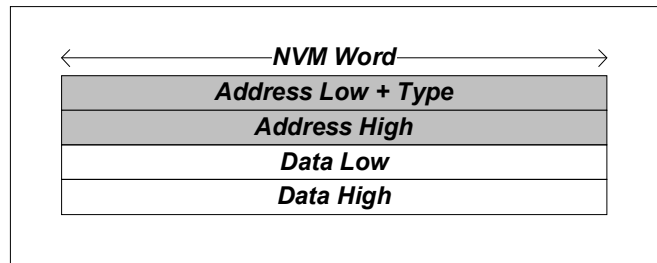 NVM Word
Address Low + Type
Address High
Data Low
Data High